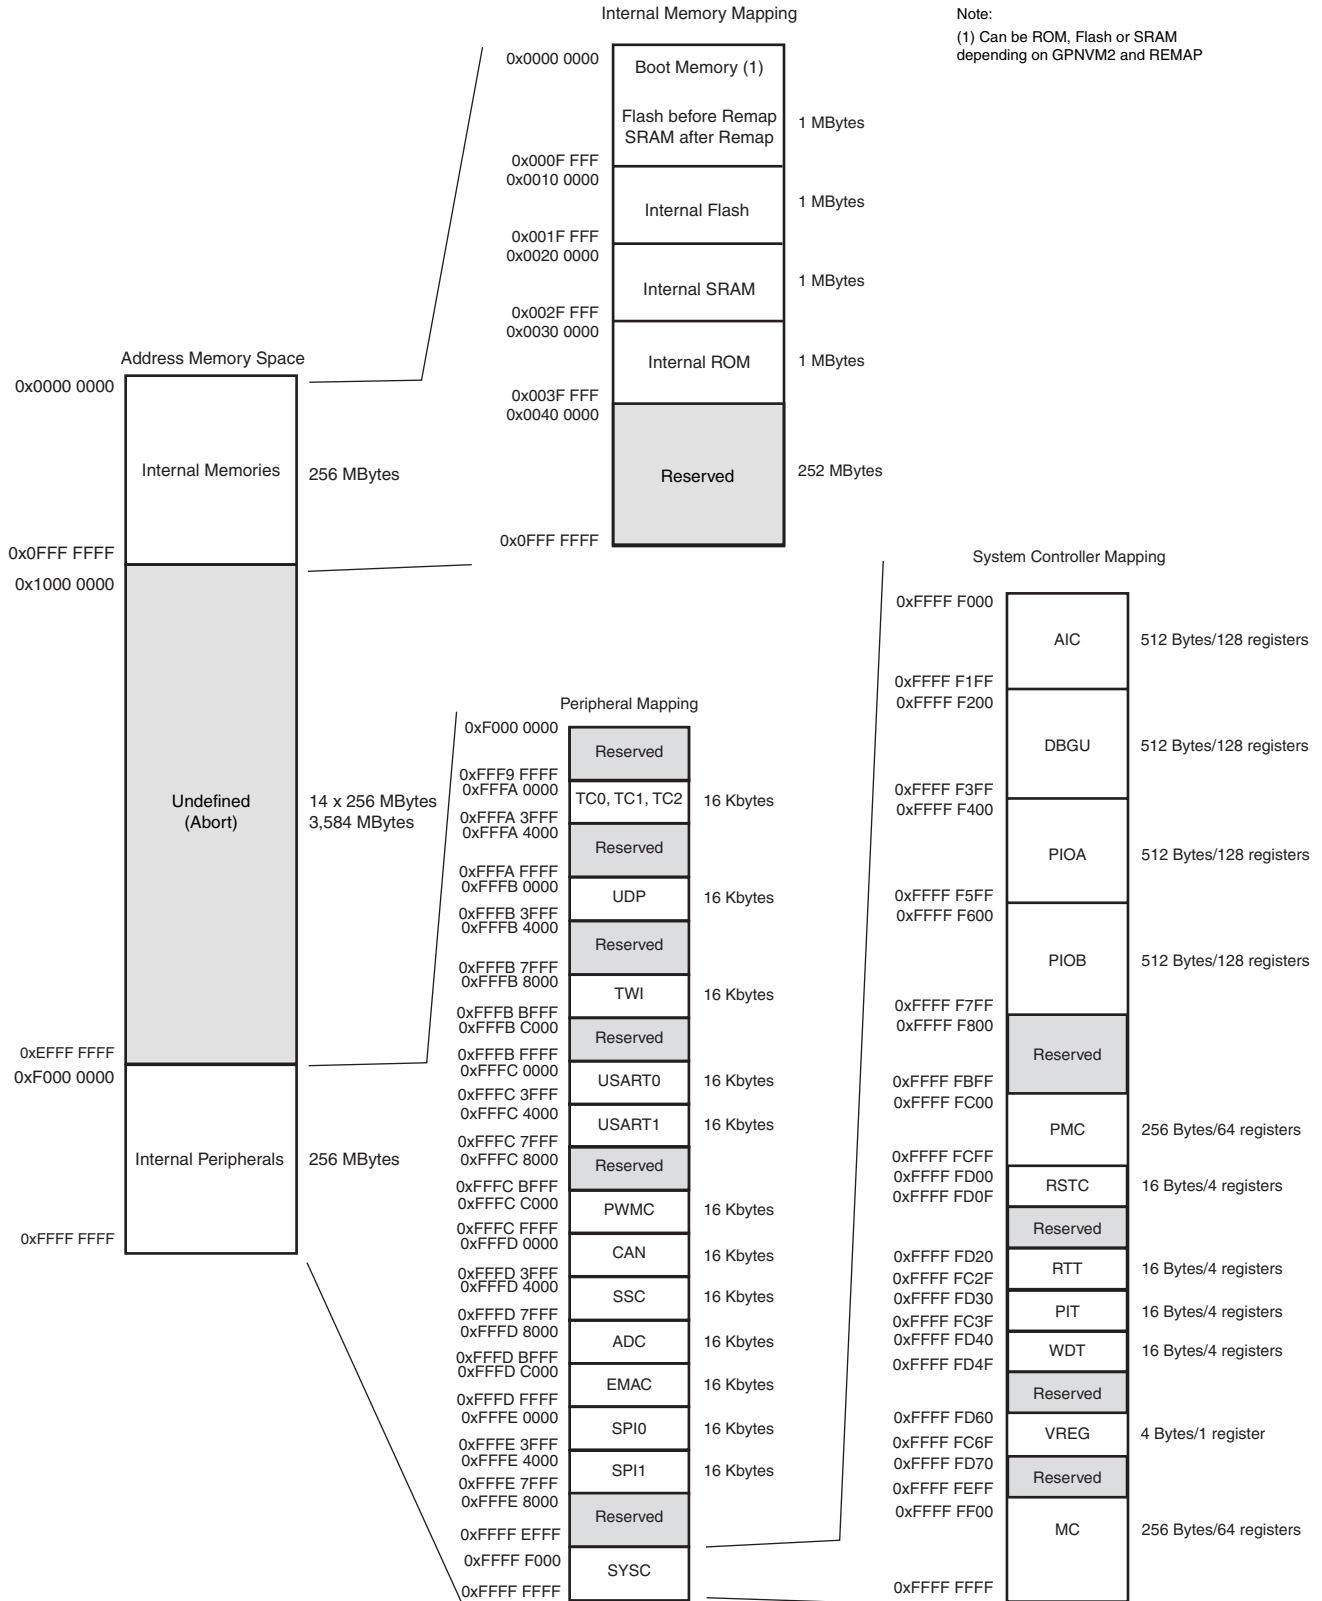 Internal Memory Mapping
Note:
(1) Can be ROM, Flash or SRAM
depending on GPNVM2 and REMAP
0x0000 0000
Boot Memory (1)
Flash before Remap
SRAM after Remap
1 MBytes
0x000F FFF
0x0010 0000
Internal Flash
1 MBytes
0x001F FFF
0x0020 0000
Internal SRAM
1 MBytes
0x002F FFF
0x0030 0000
Internal ROM
1 MBytes
0x003F FFF
0x0040 0000
Reserved
252 MBytes
0x0FFF FFFF
Address Memory Space
0x0000 0000
Internal Memories
256 MBytes
0x0FFF FFFF
0x1000 0000
Undefined
(Abort)
14 x 256 MBytes
3,584 MBytes
0xEFFF FFFF
0xF000 0000
Internal Peripherals
256 MBytes
0xFFFF FFFF
Peripheral Mapping
0xF000 0000
Reserved
0xFFF9 FFFF
0xFFFA 0000
TC0, TC1, TC2
16 Kbytes
0xFFFA 3FFF
0xFFFA 4000
Reserved
0xFFFA FFFF
0xFFFB 0000
UDP
16 Kbytes
0xFFFB 3FFF
0xFFFB 4000
Reserved
0xFFFB 7FFF
0xFFFB 8000
TWI
16 Kbytes
0xFFFB BFFF
0xFFFB C000
Reserved
0xFFFB FFFF
0xFFFC 0000
USART0
16 Kbytes
0xFFFC 3FFF
0xFFFC 4000
USART1
16 Kbytes
0xFFFC 7FFF
0xFFFC 8000
Reserved
0xFFFC BFFF
0xFFFC C000
PWMC
16 Kbytes
0xFFFC FFFF
0xFFFD 0000
CAN
16 Kbytes
0xFFFD 3FFF
0xFFFD 4000
SSC
16 Kbytes
0xFFFD 7FFF
0xFFFD 8000
ADC
16 Kbytes
0xFFFD BFFF
0xFFFD C000
EMAC
16 Kbytes
0xFFFD FFFF
0xFFFE 0000
SPI0
16 Kbytes
0xFFFE 3FFF
0xFFFE 4000
SPI1
16 Kbytes
0xFFFE 7FFF
0xFFFE 8000
Reserved
0xFFFF EFFF
0xFFFF F000
SYSC
0xFFFF FFFF
System Controller Mapping
0xFFFF F000
AIC
512 Bytes/128 registers
0xFFFF F1FF
0xFFFF F200
DBGU
512 Bytes/128 registers
0xFFFF F3FF
0xFFFF F400
PIOA
512 Bytes/128 registers
0xFFFF F5FF
0xFFFF F600
PIOB
512 Bytes/128 registers
0xFFFF F7FF
0xFFFF F800
Reserved
0xFFFF FBFF
0xFFFF FC00
PMC
256 Bytes/64 registers
0xFFFF FCFF
0xFFFF FD00
RSTC
16 Bytes/4 registers
0xFFFF FD0F
Reserved
0xFFFF FD20
RTT
16 Bytes/4 registers
0xFFFF FC2F
0xFFFF FD30
PIT
16 Bytes/4 registers
0xFFFF FC3F
0xFFFF FD40
WDT
16 Bytes/4 registers
0xFFFF FD4F
Reserved
0xFFFF FD60
VREG
4 Bytes/1 register
0xFFFF FC6F
0xFFFF FD70
Reserved
0xFFFF FEFF
0xFFFF FF00
MC
256 Bytes/64 registers
0xFFFF FFFF